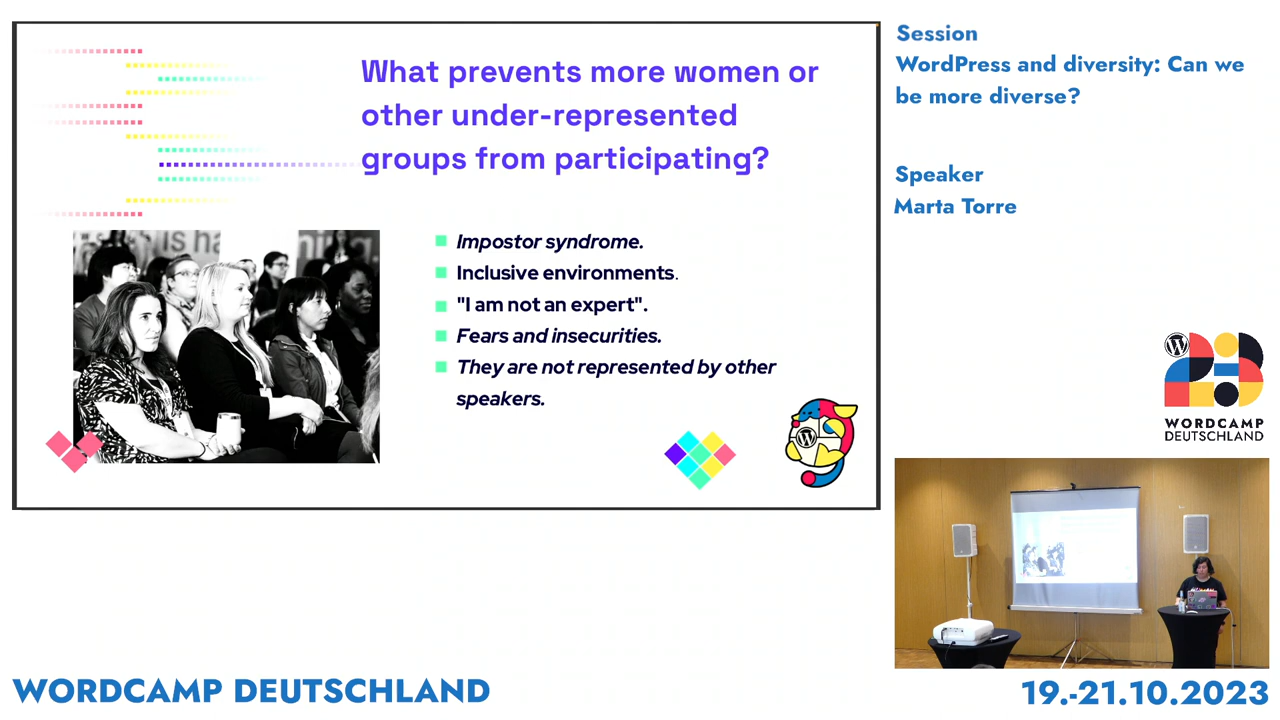 What prevents more women or
other under-represented
groups from participating?
Impostor syndrome.
Inclusive environments.
"I am not an expert".
Fears and insecurities.
They are not represented by other
speakers.
Session
WordPress and diversity: Can we
be more diverse?
Speaker
Marta Torre
WORDCAMP
DEUTSCHLAND
WORDCAMP DEUTSCHLAND
19.-21.10.2023